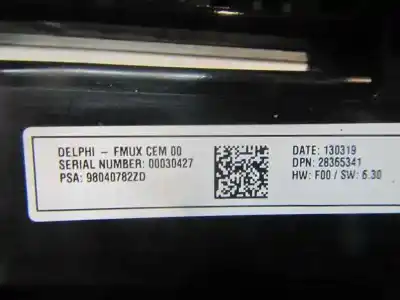 DELPHI - FMUX CEM 00
SERIAL NUMBER: 00030427
PSA: 98040782ZD
DATE: 130319
DPN: 28365341
HW: F00 / SW: 6.30